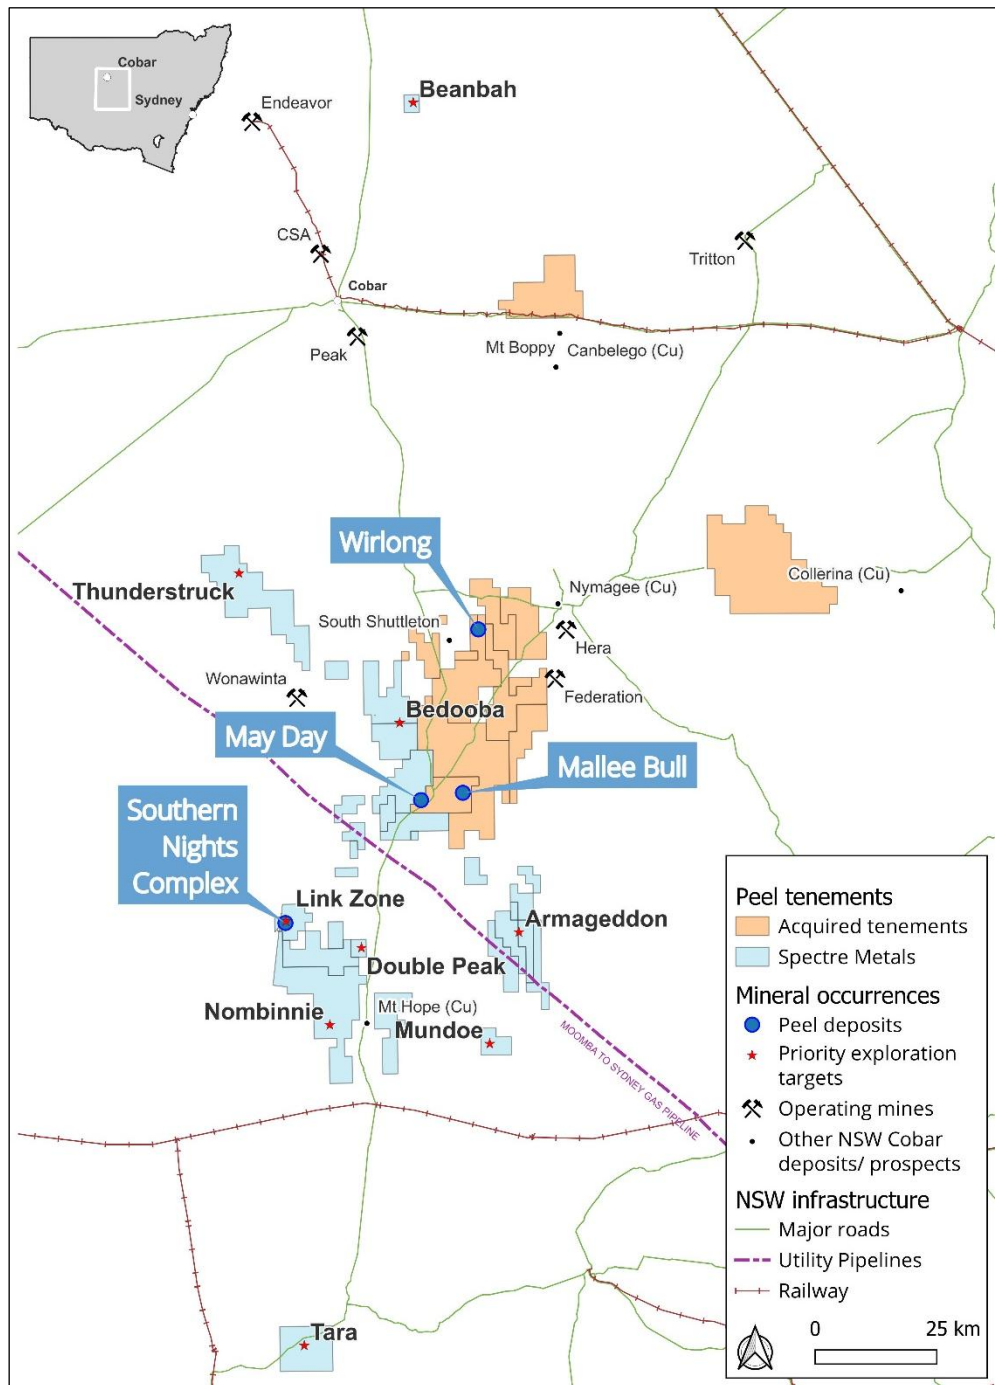 Cobar
Sydney
Endeavor
Beanbah
CSA
Cobar
Tritton
Peak
Mt Boppy
Canbelego (Cu)
Wirlong
Thunderstruck
South Shuttleton
Nymagee (Cu)
Collerina (Cu)
Hera
Wonawinta
Federation
Bedooba
May Day
Mallee Bull
Southern
Nights
Complex
Link Zone
Armageddon
Double Peak
Nombinnie
Mt Hope (Cu)
Mundoe
MOOMBA TO SYDNEY GAS PIPELINE
Tara
Peel tenements
Acquired tenements
Spectre Metals
Mineral occurrences
Peel deposits
Priority exploration
targets
Operating mines
Other NSW Cobar
deposits/ prospects
NSW infrastructure
Major roads
Utility Pipelines
Railway
0 25 km